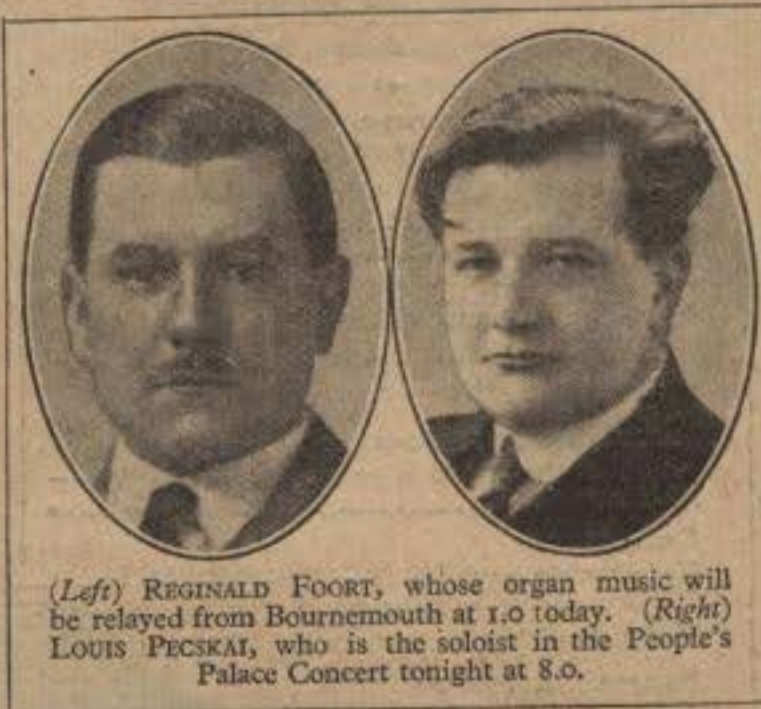 (Left) REGINALD FOORT, whose organ music will
be relayed from Bournemouth at 1.0 today. (Right)
LOUIS PECSKAI, who is the soloist in the People's
Palace Concert tonight at 8.0.